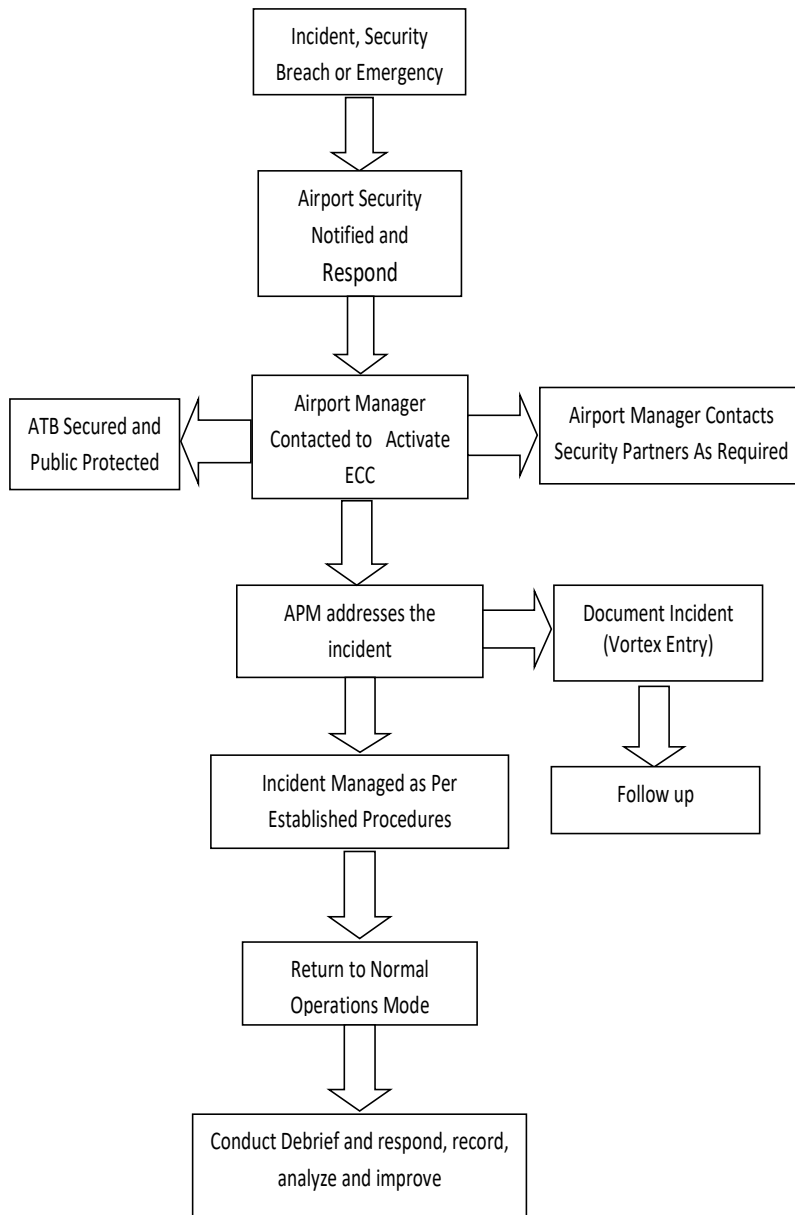 Incident, Security
Breach or Emergency
Airport Security
Notified and
Respond
ATB Secured and
Public Protected
Airport Manager
Contacted to Activate
ECC
Airport Manager Contacts
Security Partners As Required
APM addresses the
incident
Document Incident
(Vortex Entry)
Incident Managed as Per
Established Procedures
Follow up
Return to Normal
Operations Mode
Conduct Debrief and respond, record,
analyze and improve